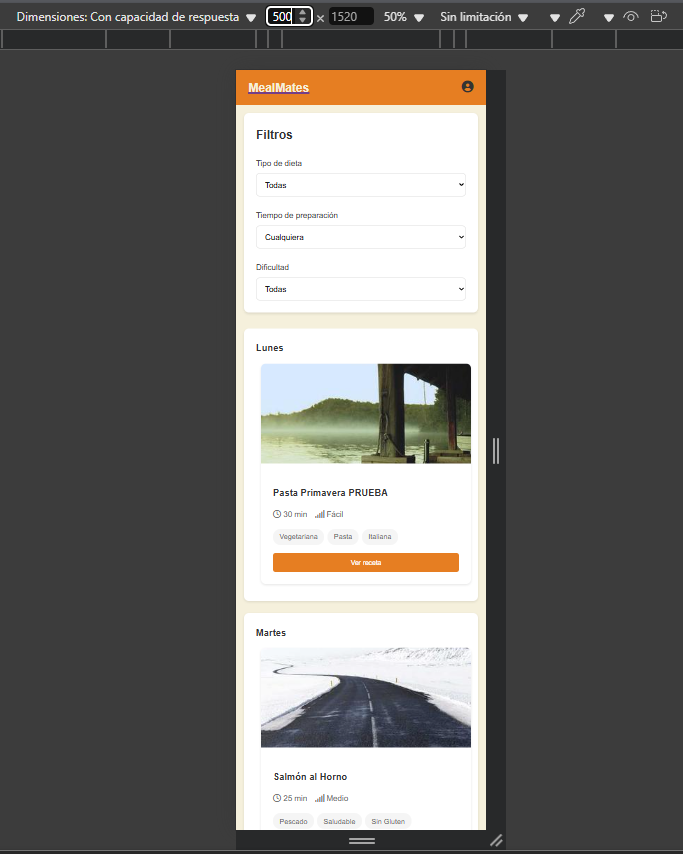 Dimensiones: Con capacidad de respuesta 500 × 1520 50% Sin limitación
MealMates
Filtros
Tipo de dieta
Todas
Tiempo de preparación
Cualquiera
Dificultad
Todas
Lunes
Pasta Primavera PRUEBA
30 min Fácil
Vegetariana Pasta Italiana
Ver receta
Martes
Salmón al Horno
25 min Medio
Pescado Saludable Sin Gluten